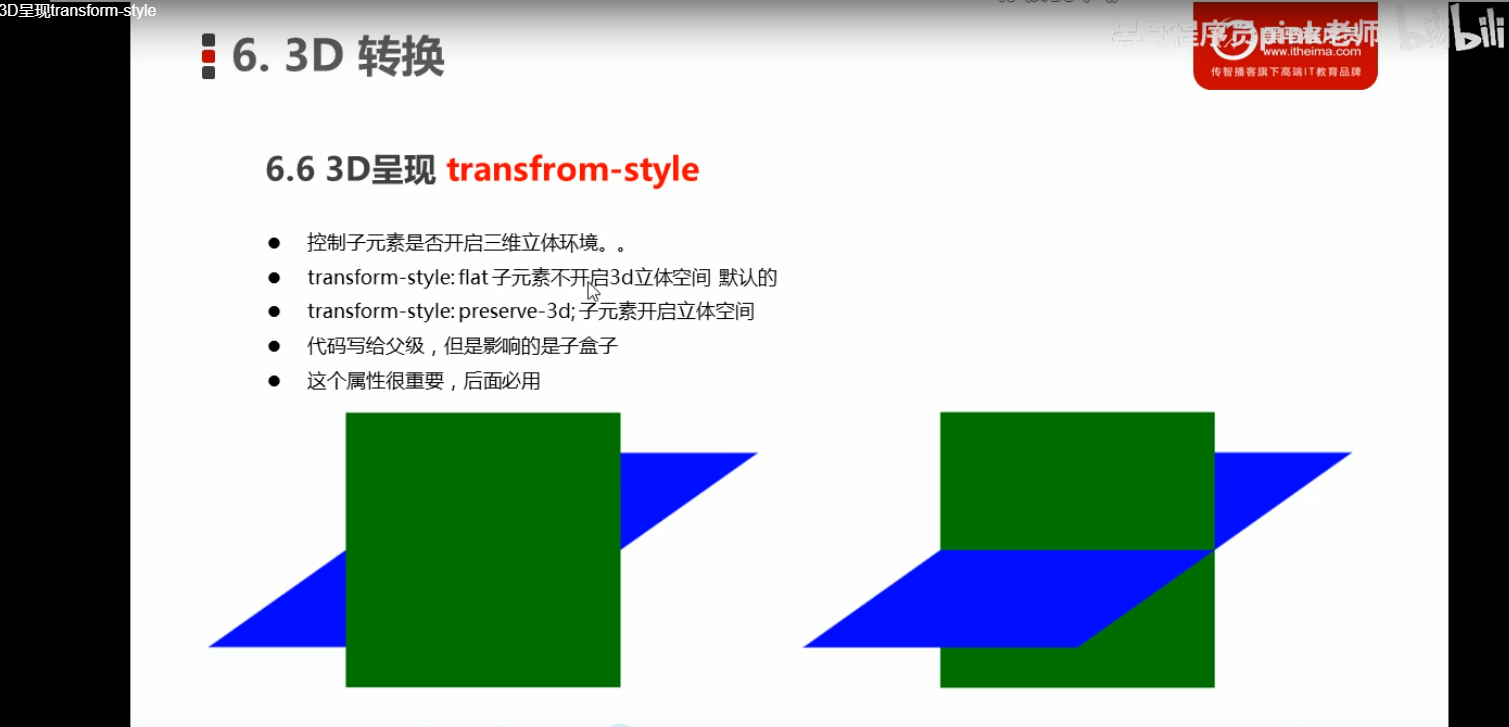 3D呈现transform-style
6. 3D 转换
pink老师
www.itheima.com
传智播客旗下高端IT教育品牌
bili
6.6 3D呈现 transfrom-style
控制子元素是否开启三维立体环境。。
transform-style: flat 子元素不开启3d立体空间 默认的
transform-style: preserve-3d; 子元素开启立体空间
代码写给父级，但是影响的是子盒子
这个属性很重要，后面必用